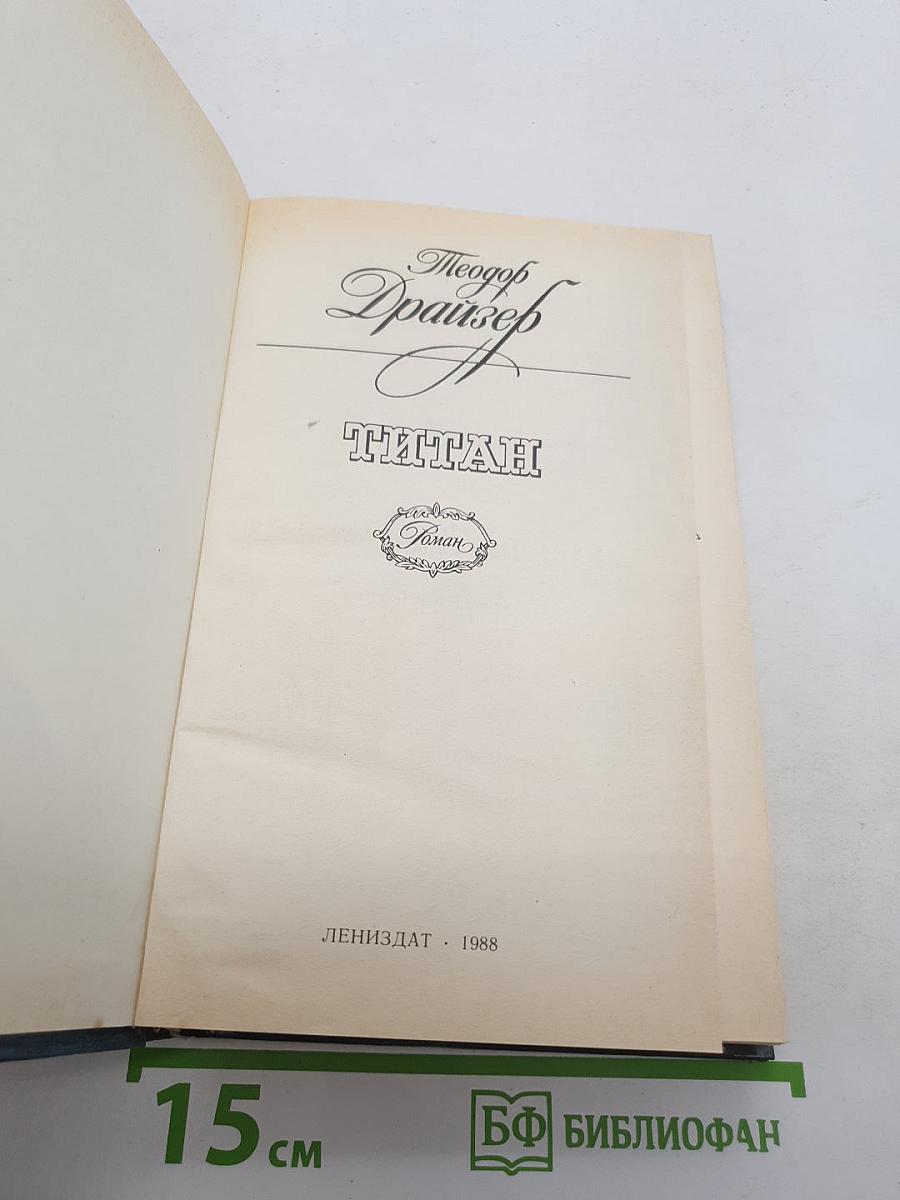 Теодор
Драйзер
ТИТАН
Роман
ЛЕНИЗДАТ · 1988
15 см
БФ БИБЛИОФАН